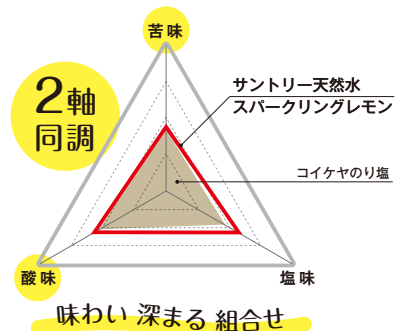 苦味
2軸
同調
サントリー天然水
スパークリングレモン
コイケヤのり塩
酸味
塩味
味わい 深まる 組合せ